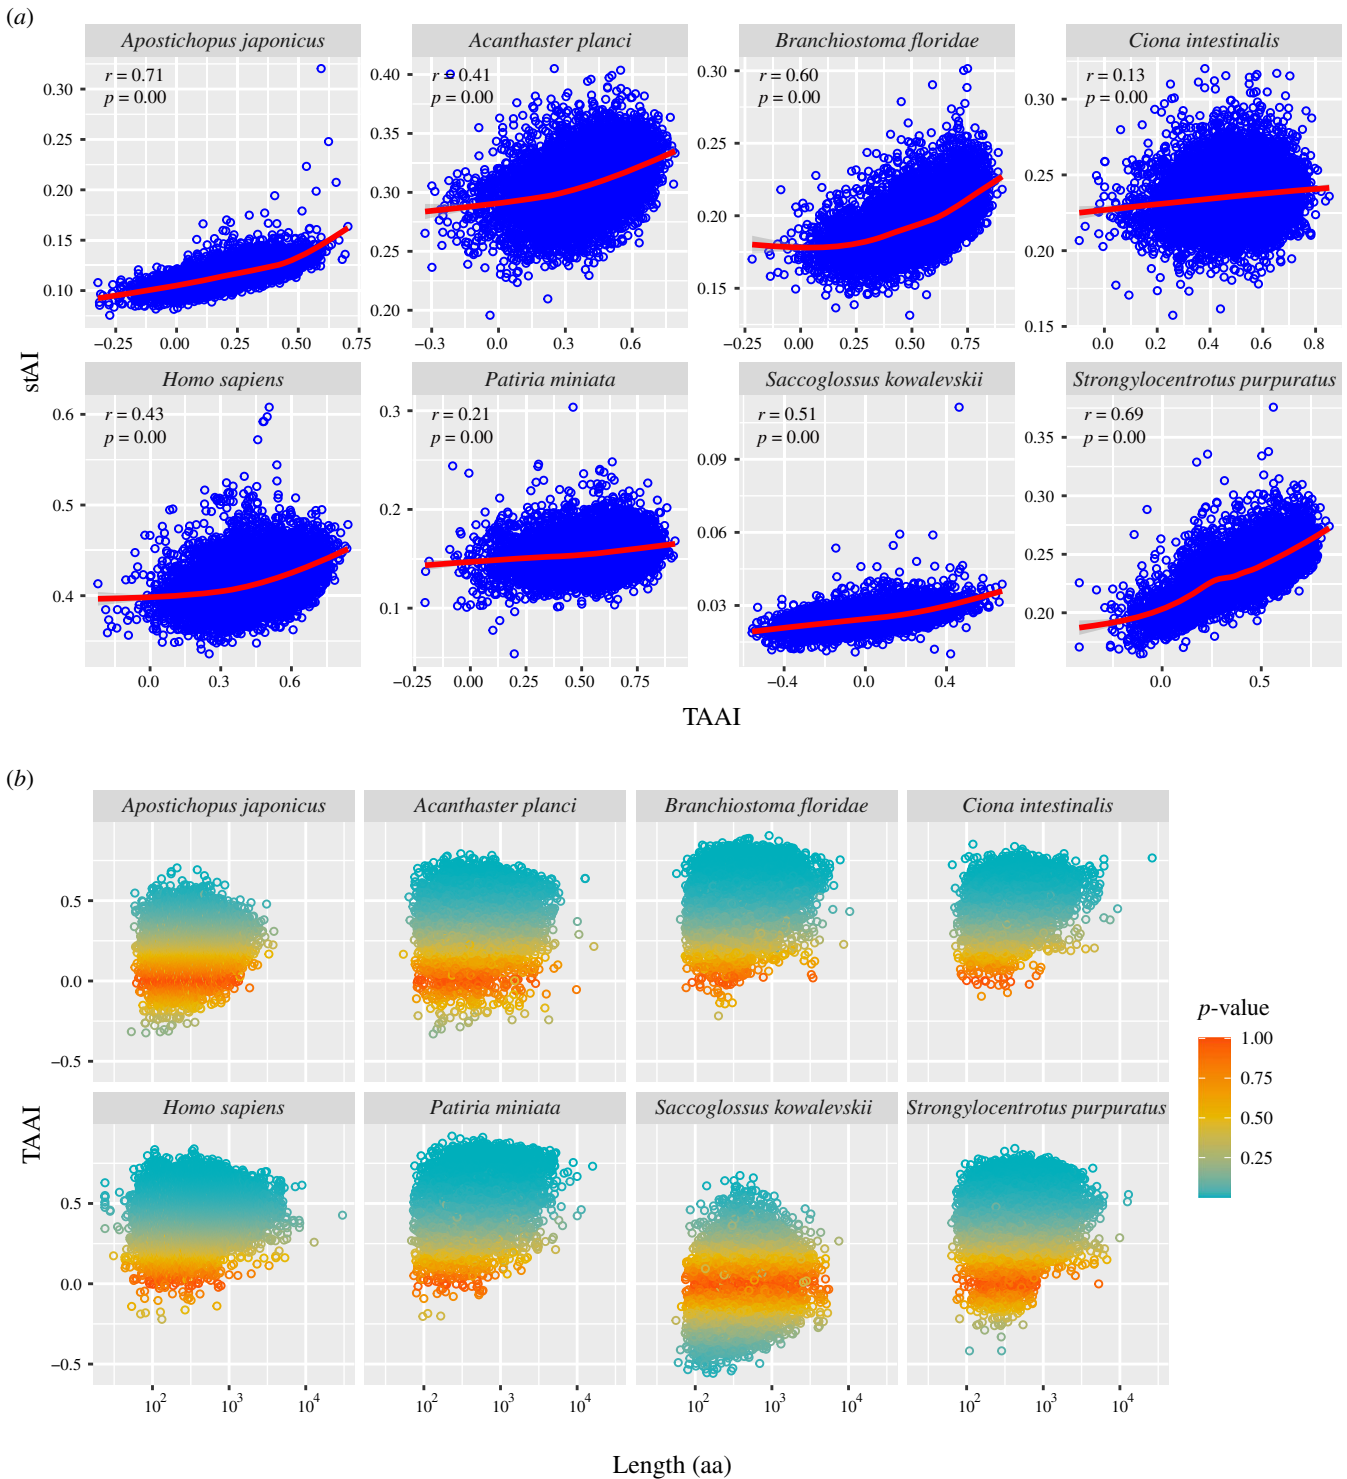 (a)
Apostichopus japonicus
Acanthaster planci
Branchiostoma floridae
Ciona intestinalis
r = 0.71
p = 0.00
r = 0.41
p = 0.00
r = 0.60
p = 0.00
r = 0.13
p = 0.00
0.30
0.25
0.20
0.15
0.10
0.40
0.35
0.30
0.25
0.20
0.30
0.25
0.20
0.15
0.30
0.25
0.20
0.15
−0.25 0.00 0.25 0.50 0.75
−0.3 0 0.3 0.6
−0.25 0.00 0.25 0.50 0.75
0.0 0.2 0.4 0.6 0.8
stAI
Homo sapiens
Patiria miniata
Saccoglossus kowalevskii
Strongylocentrotus purpuratus
r = 0.43
p = 0.00
r = 0.21
p = 0.00
r = 0.51
p = 0.00
r = 0.69
p = 0.00
0.6
0.5
0.4
0.3
0.2
0.1
0.09
0.06
0.03
0.35
0.30
0.25
0.20
0.0 0.3 0.6
−0.25 0.00 0.25 0.50 0.75
−0.4 0.0 0.4
0.0 0.5
TAAI
(b)
Apostichopus japonicus
Acanthaster planci
Branchiostoma floridae
Ciona intestinalis
0.5
0.0
−0.5
TAAI
Homo sapiens
Patiria miniata
Saccoglossus kowalevskii
Strongylocentrotus purpuratus
0.5
0.0
−0.5
10² 10³ 10⁴
10² 10³ 10⁴
10² 10³ 10⁴
10² 10³ 10⁴
Length (aa)
p-value
1.00
0.75
0.50
0.25